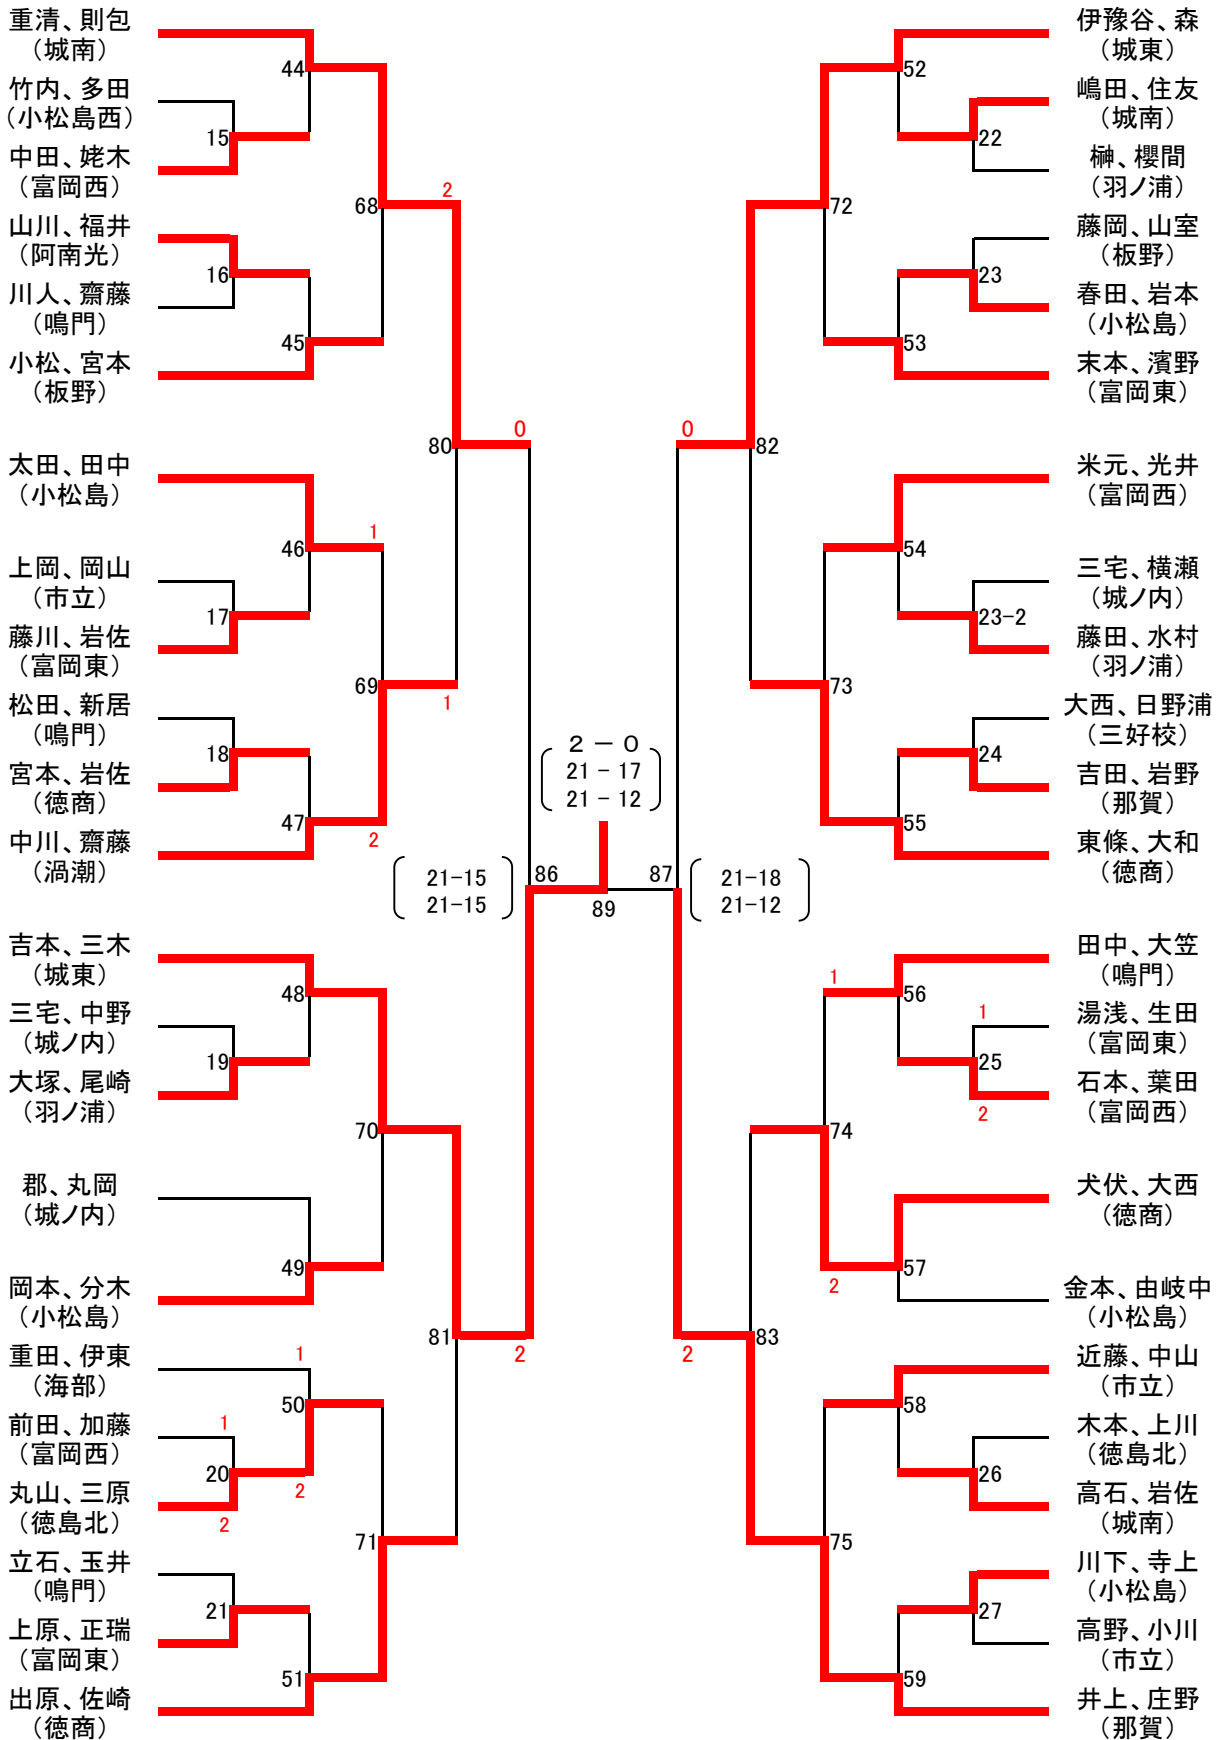 重清、則包
（城南）
44
竹内、多田
（小松島西）
15
中田、姥木
（富岡西）
68
2
山川、福井
（阿南光）
16
川人、齋藤
（鳴門）
45
小松、宮本
（板野）
80
0
太田、田中
（小松島）
46
1
上岡、岡山
（市立）
17
藤川、岩佐
（富岡東）
69
1
松田、新居
（鳴門）
18
宮本、岩佐
（徳商）
47
2
中川、齋藤
（渦潮）
21-15
21-15
86
吉本、三木
（城東）
48
三宅、中野
（城ノ内）
19
大塚、尾崎
（羽ノ浦）
70
郡、丸岡
（城ノ内）
49
岡本、分木
（小松島）
81
2
重田、伊東
（海部）
1
50
前田、加藤
（富岡西）
1
20
2
丸山、三原
（徳島北）
2
71
立石、玉井
（鳴門）
21
上原、正瑞
（富岡東）
51
出原、佐崎
（徳商）
2 － 0
21 - 17
21 - 12
89
伊豫谷、森
（城東）
52
嶋田、住友
（城南）
22
榊、櫻間
（羽ノ浦）
72
藤岡、山室
（板野）
23
春田、岩本
（小松島）
53
末本、濱野
（富岡東）
0
82
米元、光井
（富岡西）
54
三宅、横瀬
（城ノ内）
23-2
藤田、水村
（羽ノ浦）
73
大西、日野浦
（三好校）
24
吉田、岩野
（那賀）
55
東條、大和
（徳商）
87
21-18
21-12
田中、大笠
（鳴門）
1
56
湯浅、生田
（富岡東）
1
25
石本、葉田
（富岡西）
2
74
犬伏、大西
（徳商）
57
2
金本、由岐中
（小松島）
2
83
近藤、中山
（市立）
58
木本、上川
（徳島北）
26
高石、岩佐
（城南）
75
川下、寺上
（小松島）
27
高野、小川
（市立）
59
井上、庄野
（那賀）